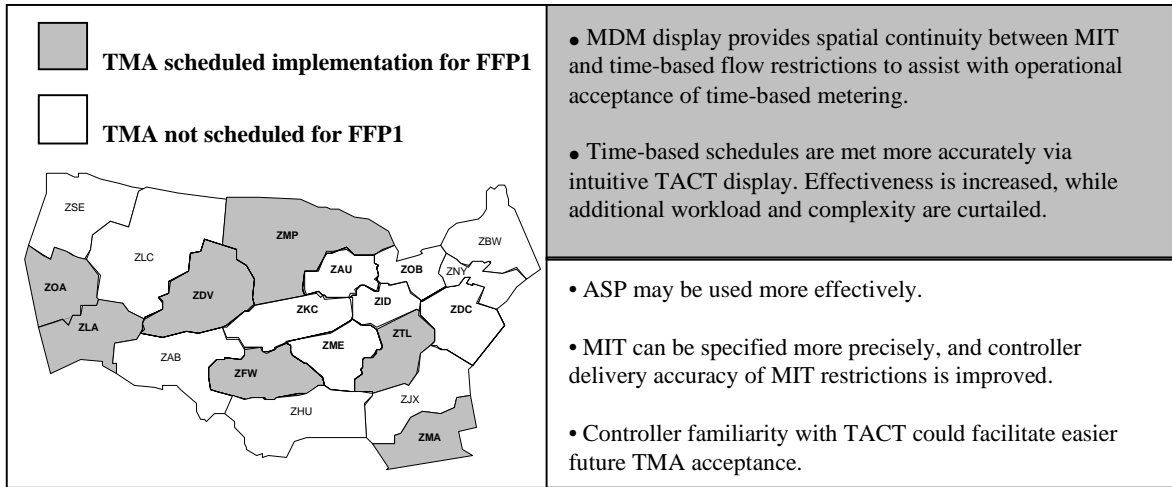 TMA scheduled implementation for FFP1
TMA not scheduled for FFP1
ZSE
ZLC
ZMP
ZBW
ZAU
ZOB
ZNY
ZOA
ZDV
ZKC
ZID
ZDC
ZLA
ZME
ZTL
ZAB
ZFW
ZHU
ZJX
ZMA
● MDM display provides spatial continuity between MIT
and time-based flow restrictions to assist with operational
acceptance of time-based metering.
● Time-based schedules are met more accurately via
intuitive TACT display. Effectiveness is increased, while
additional workload and complexity are curtailed.
• ASP may be used more effectively.
• MIT can be specified more precisely, and controller
delivery accuracy of MIT restrictions is improved.
• Controller familiarity with TACT could facilitate easier
future TMA acceptance.